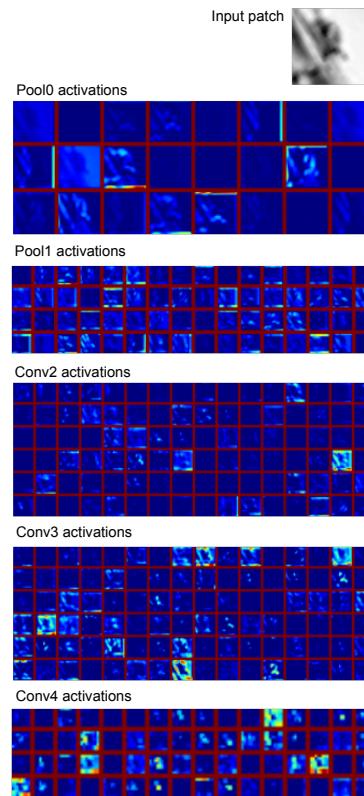 Input patch
Pool0 activations
Pool1 activations
Conv2 activations
Conv3 activations
Conv4 activations